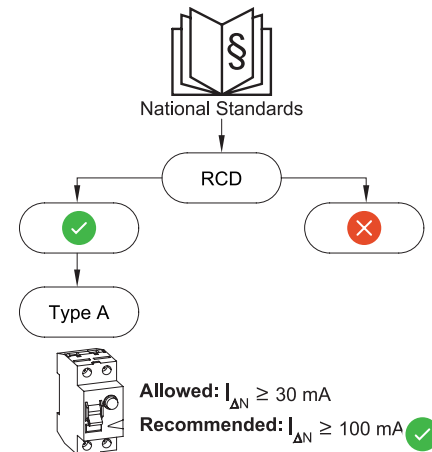 §
National Standards
RCD
Type A
Allowed: IΔN ≥ 30 mA
Recommended: IΔN ≥ 100 mA